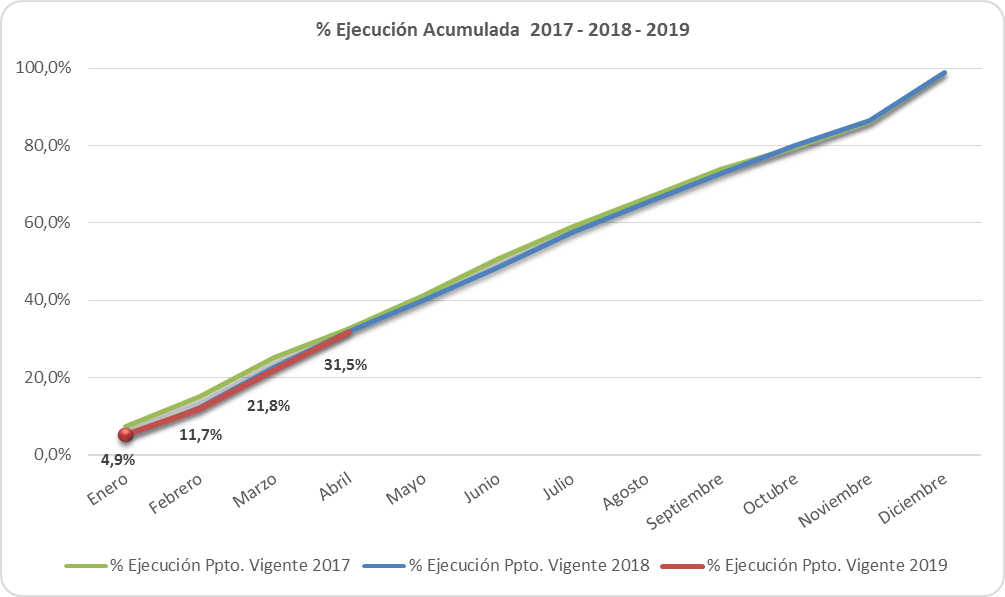 % Ejecución Acumulada 2017 - 2018 - 2019
100,0%
80,0%
60,0%
40,0%
20,0%
0,0%
31,5%
21,8%
11,7%
4,9%
Enero
Febrero
Marzo
Abril
Mayo
Junio
Julio
Agosto
Septiembre
Octubre
Noviembre
Diciembre
% Ejecución Ppto. Vigente 2017
% Ejecución Ppto. Vigente 2018
% Ejecución Ppto. Vigente 2019